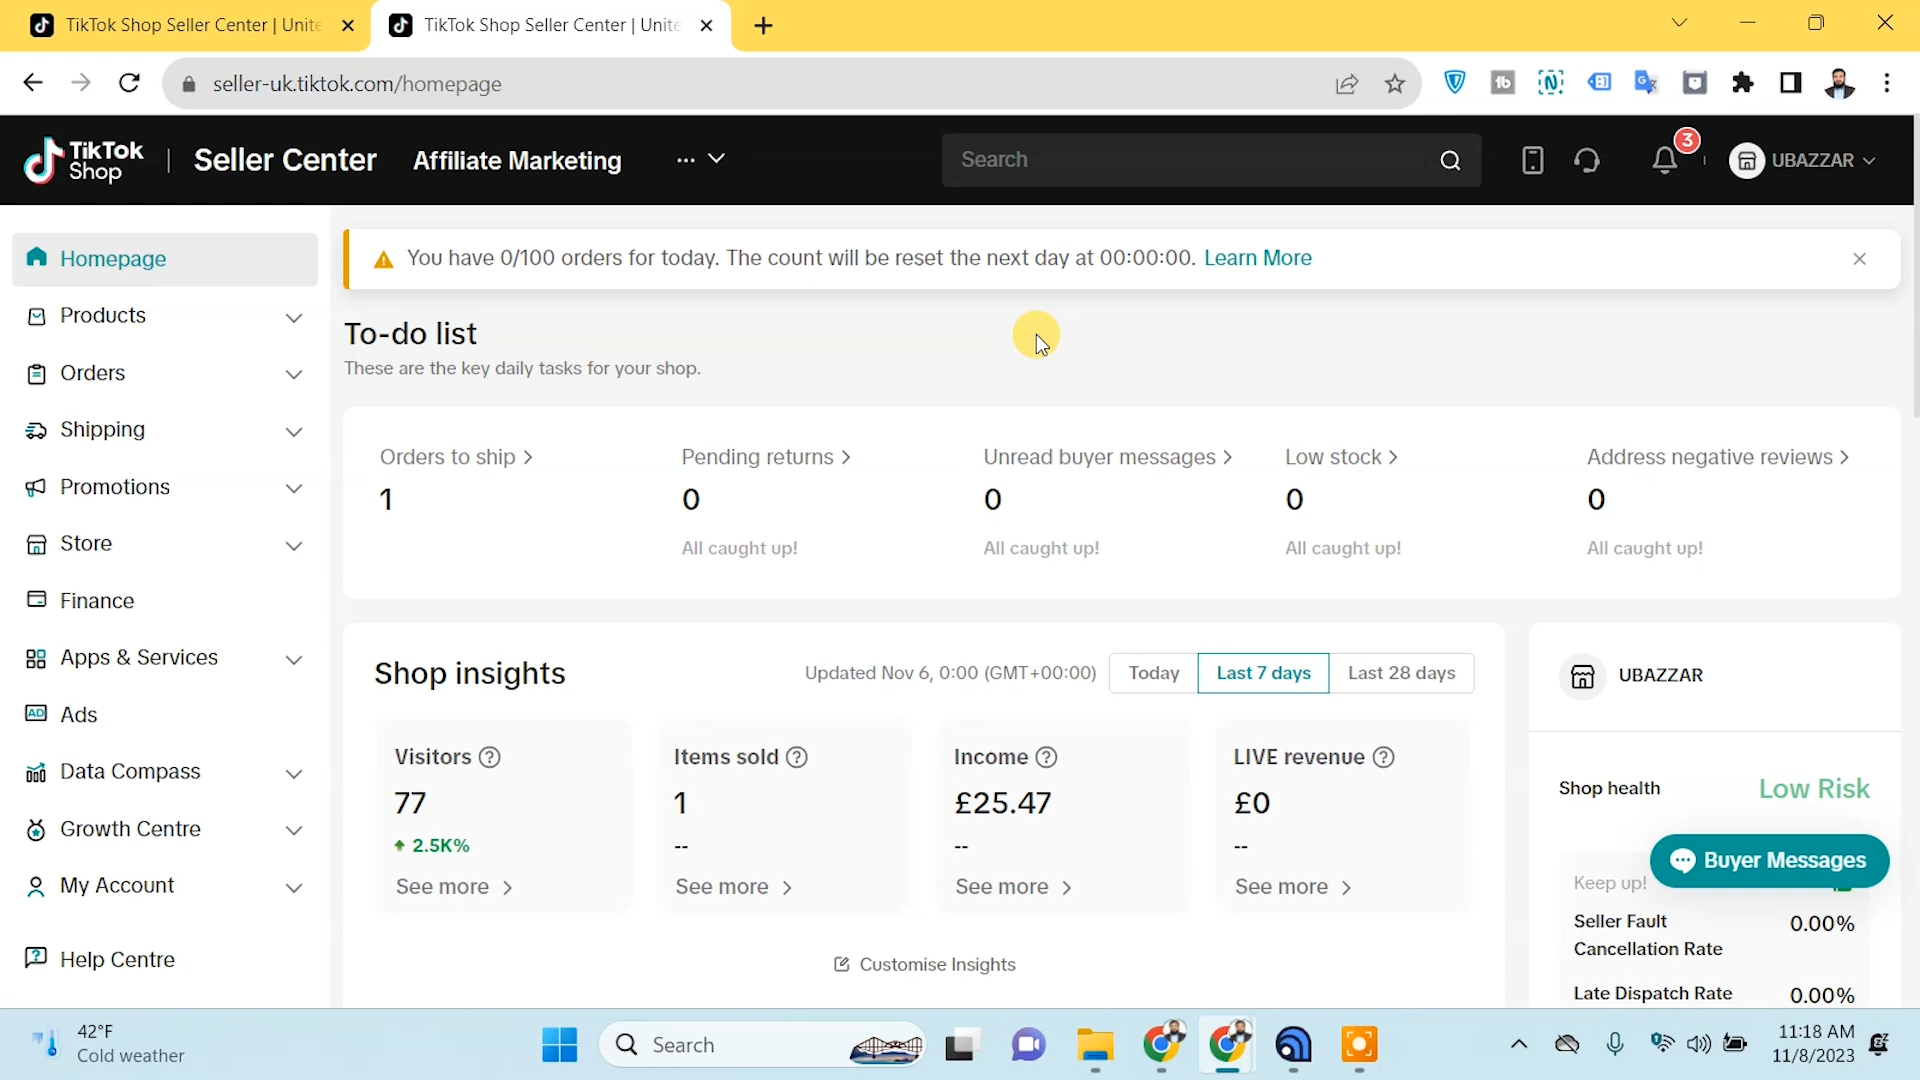 TikTok Shop Seller Center | Unite
TikTok Shop Seller Center | Unite
seller-uk.tiktok.com/homepage
TikTok Shop | Seller Center
Affiliate Marketing
Search
3
UBAZZAR
Homepage
Products
Orders
Shipping
Promotions
Store
Finance
Apps & Services
AD Ads
Data Compass
Growth Centre
My Account
Help Centre
You have 0/100 orders for today. The count will be reset the next day at 00:00:00. Learn More
To-do list
These are the key daily tasks for your shop.
Orders to ship
1
Pending returns
0
All caught up!
Unread buyer messages
0
All caught up!
Low stock
0
All caught up!
Address negative reviews
0
All caught up!
Shop insights
Updated Nov 6, 0:00 (GMT+00:00)
Today
Last 7 days
Last 28 days
Visitors
77
2.5K%
See more
Items sold
1
--
See more
Income
£25.47
--
See more
LIVE revenue
£0
--
See more
Customise Insights
UBAZZAR
Shop health
Low Risk
Buyer Messages
Keep up!
Seller Fault
Cancellation Rate
0.00%
Late Dispatch Rate
0.00%
42°F
Cold weather
Search
11:18 AM
11/8/2023